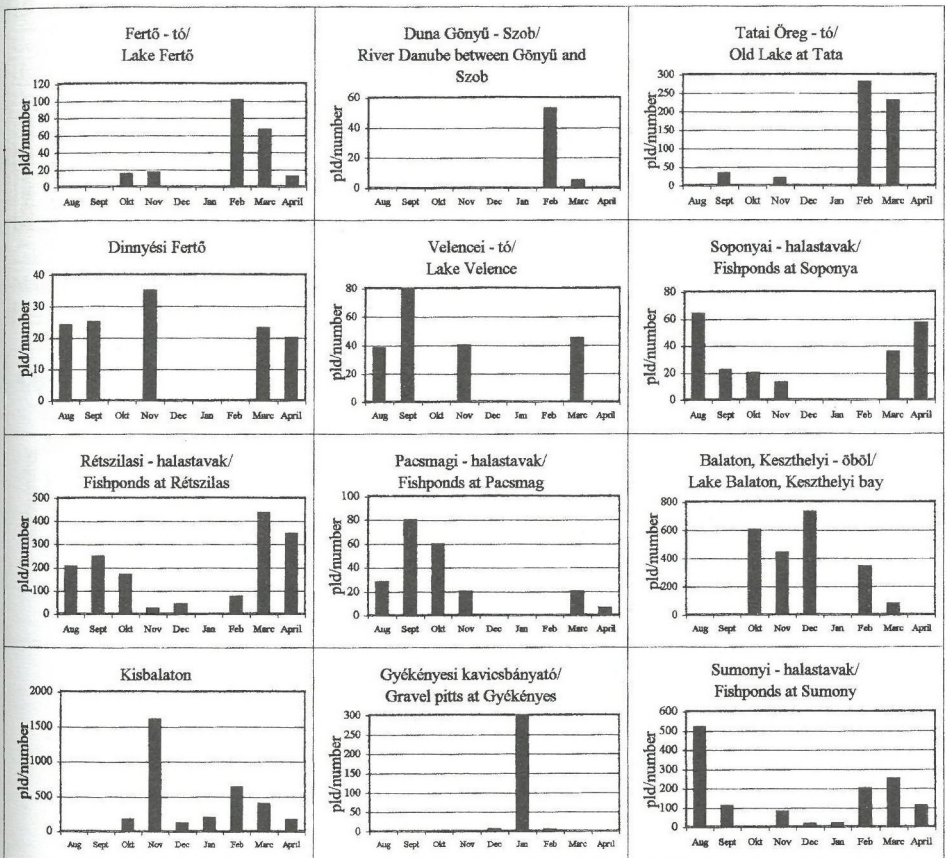 Fertő - tó/
Lake Fertő
pld/number
120
100
80
60
40
20
0
Aug Sept Okt Nov Dec Jan Feb Marc April
Duna Gönyű - Szob/
River Danube between Gönyű and
Szob
pld/number
60
40
20
0
Aug Sept Okt Nov Dec Jan Feb Marc April
Tatai Öreg - tó/
Old Lake at Tata
pld/number
300
250
200
150
100
50
0
Aug Sept Okt Nov Dec Jan Feb Marc April
Dinnyési Fertő
pld/number
40
30
20
10
0
Aug Sept Okt Nov Dec Jan Feb Marc April
Velencei - tó/
Lake Velence
pld/number
80
60
40
20
0
Aug Sept Okt Nov Dec Jan Feb Marc April
Soponyai - halastavak/
Fishponds at Soponya
pld/number
80
60
40
20
0
Aug Sept Okt Nov Dec Jan Feb Marc April
Rétszilasi - halastavak/
Fishponds at Rétszilas
pld/number
500
400
300
200
100
0
Aug Sept Okt Nov Dec Jan Feb Marc April
Pacsmagi - halastavak/
Fishponds at Pacsmag
pld/number
100
80
60
40
20
0
Aug Sept Okt Nov Dec Jan Feb Marc April
Balaton, Keszthelyi - öböl/
Lake Balaton, Keszthelyi bay
pld/number
800
600
400
200
0
Aug Sept Okt Nov Dec Jan Feb Marc April
Kisbalaton
pld/number
2000
1500
1000
500
0
Aug Sept Okt Nov Dec Jan Feb Marc April
Gyékényesi kavicsbányató/
Gravel pitts at Gyékényes
pld/number
300
250
200
150
100
50
0
Aug Sept Okt Nov Dec Jan Feb Marc April
Sumonyi - halastavak/
Fishponds at Sumony
pld/number
600
500
400
300
200
100
0
Aug Sept Okt Nov Dec Jan Feb Marc April